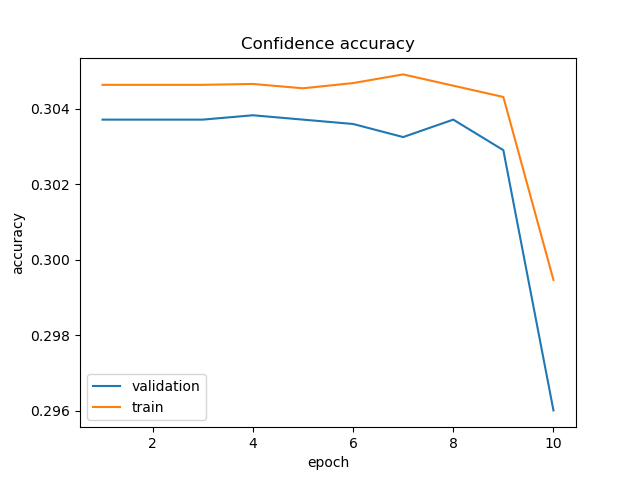 Confidence accuracy
accuracy
0.304
0.302
0.300
0.298
0.296
validation
train
2 4 6 8 10
epoch